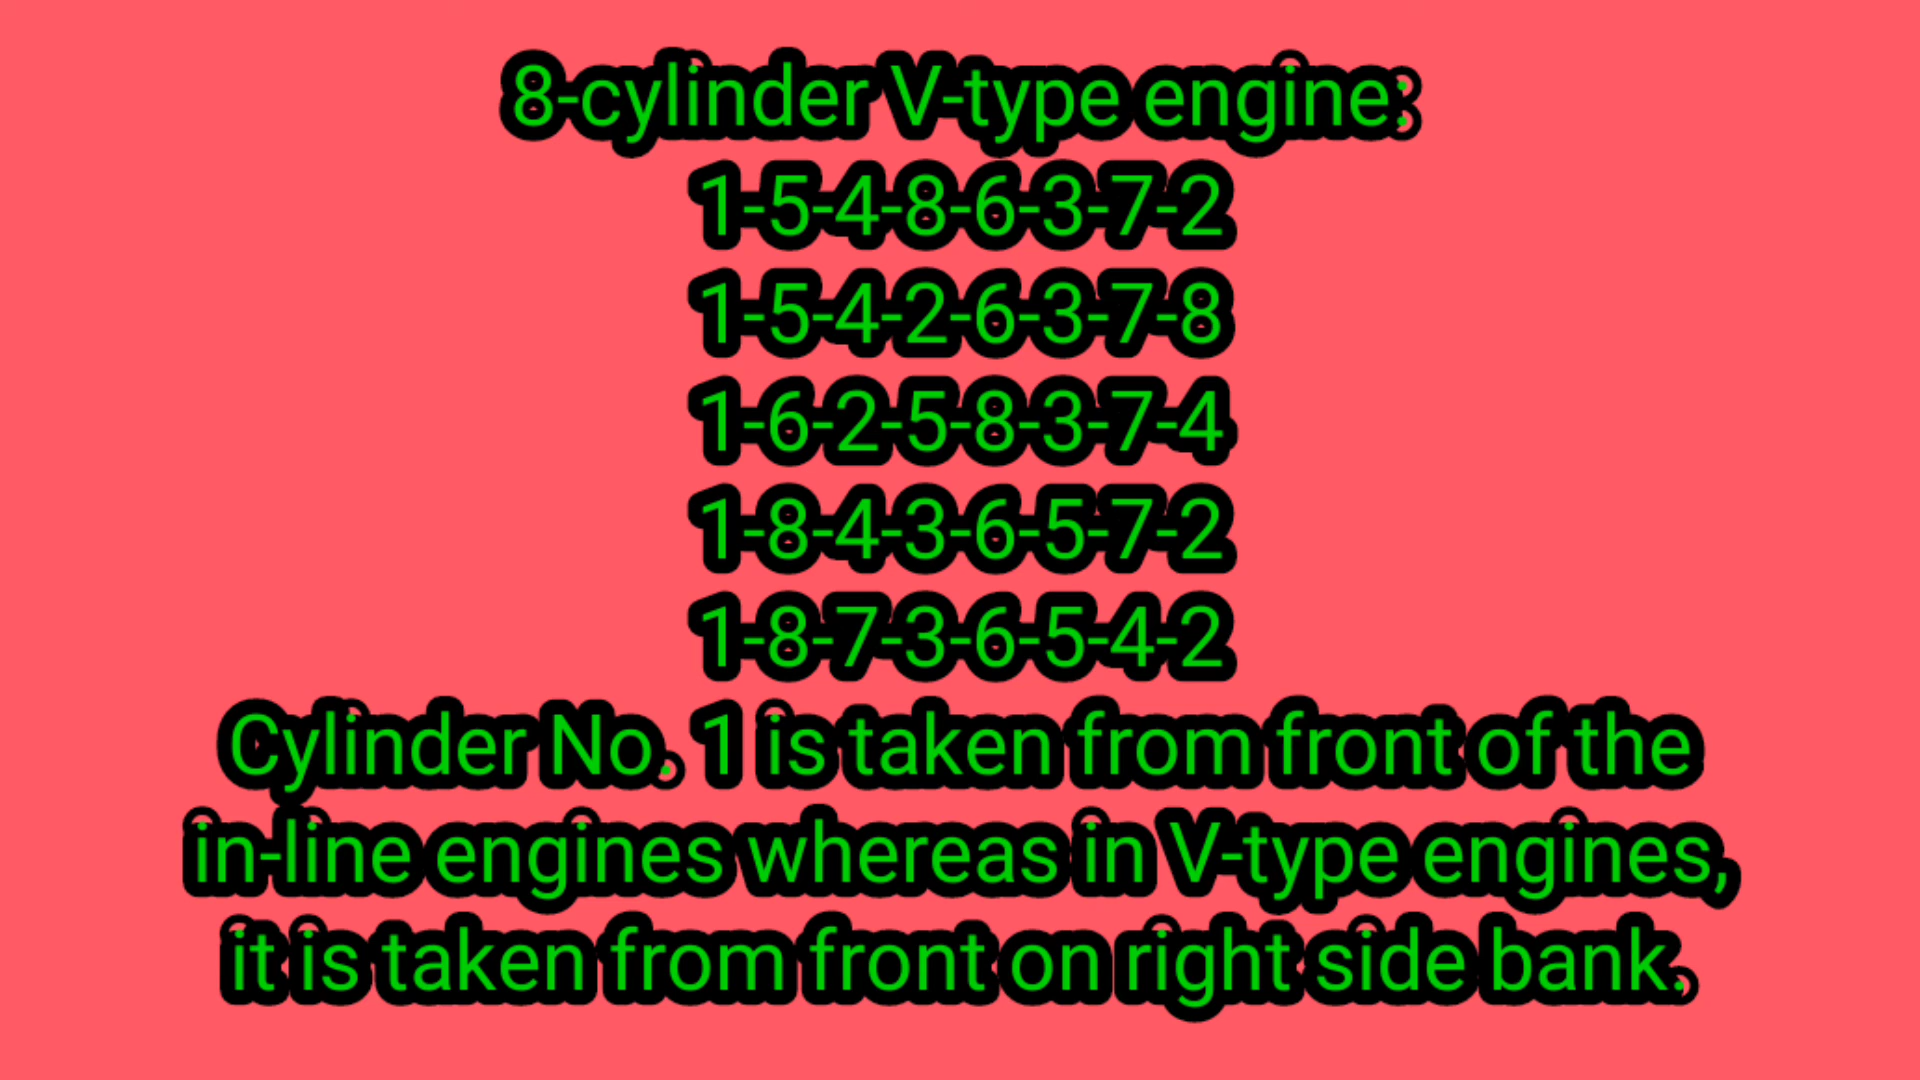 8-cylinder V-type engine:
1-5-4-8-6-3-7-2
1-5-4-2-6-3-7-8
1-6-2-5-8-3-7-4
1-8-4-3-6-5-7-2
1-8-7-3-6-5-4-2
Cylinder No. 1 is taken from front of the
in-line engines whereas in V-type engines,
it is taken from front on right side bank.